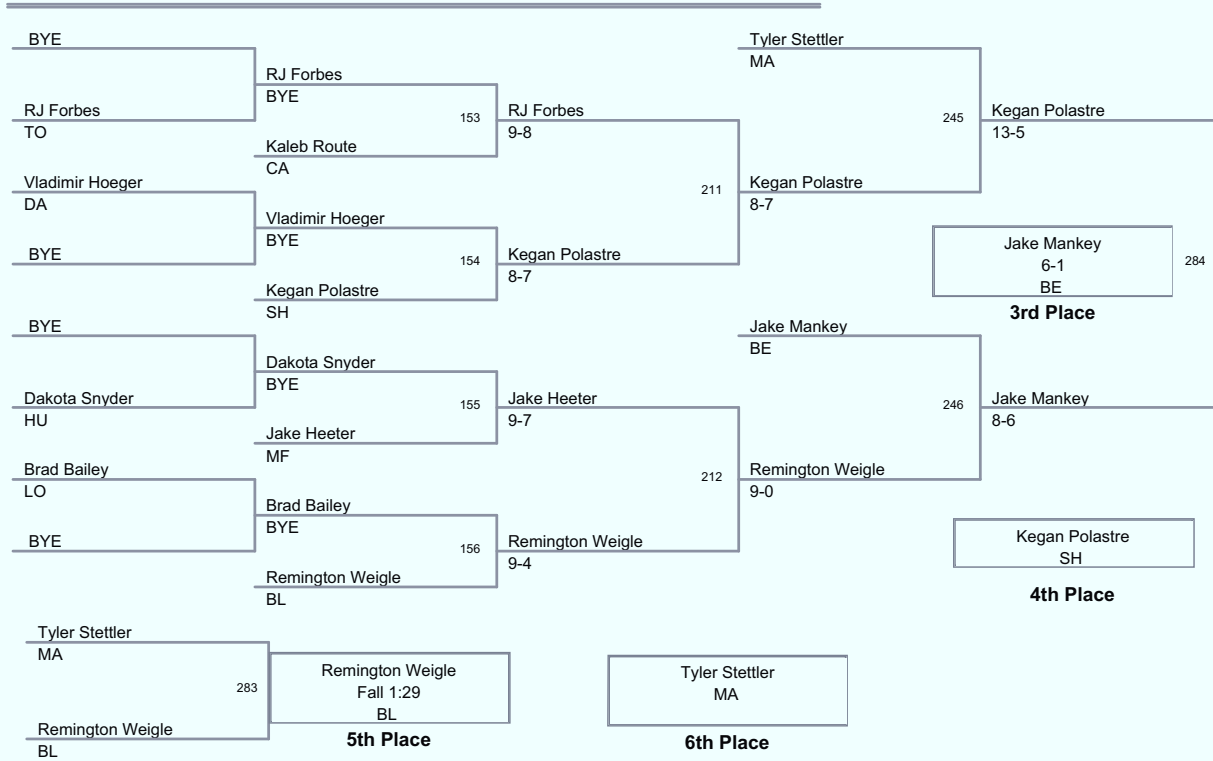 BYE
RJ Forbes
BYE
RJ Forbes
TO
153
RJ Forbes
9-8
Kaleb Route
CA
Vladimir Hoeger
DA
Vladimir Hoeger
BYE
BYE
154
Kegan Polastre
8-7
Kegan Polastre
SH
211
Kegan Polastre
8-7
Tyler Stettler
MA
245
Kegan Polastre
13-5
Jake Mankey
6-1
BE
284
3rd Place
BYE
Dakota Snyder
BYE
Dakota Snyder
HU
155
Jake Heeter
9-7
Jake Heeter
MF
Brad Bailey
LO
Brad Bailey
BYE
BYE
156
Remington Weigle
9-4
Remington Weigle
BL
212
Remington Weigle
9-0
Jake Mankey
BE
246
Jake Mankey
8-6
Kegan Polastre
SH
4th Place
Tyler Stettler
MA
283
Remington Weigle
BL
Remington Weigle
Fall 1:29
BL
5th Place
Tyler Stettler
MA
6th Place